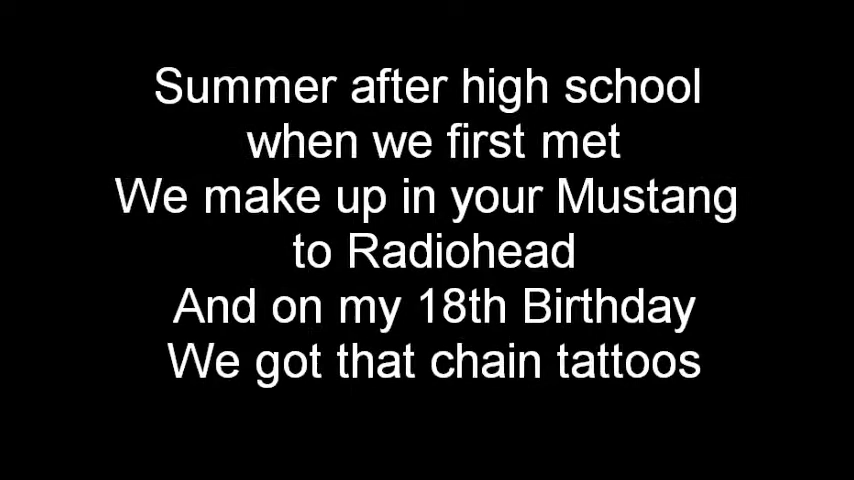 Summer after high school
when we first met
We make up in your Mustang
to Radiohead
And on my 18th Birthday
We got that chain tattoos